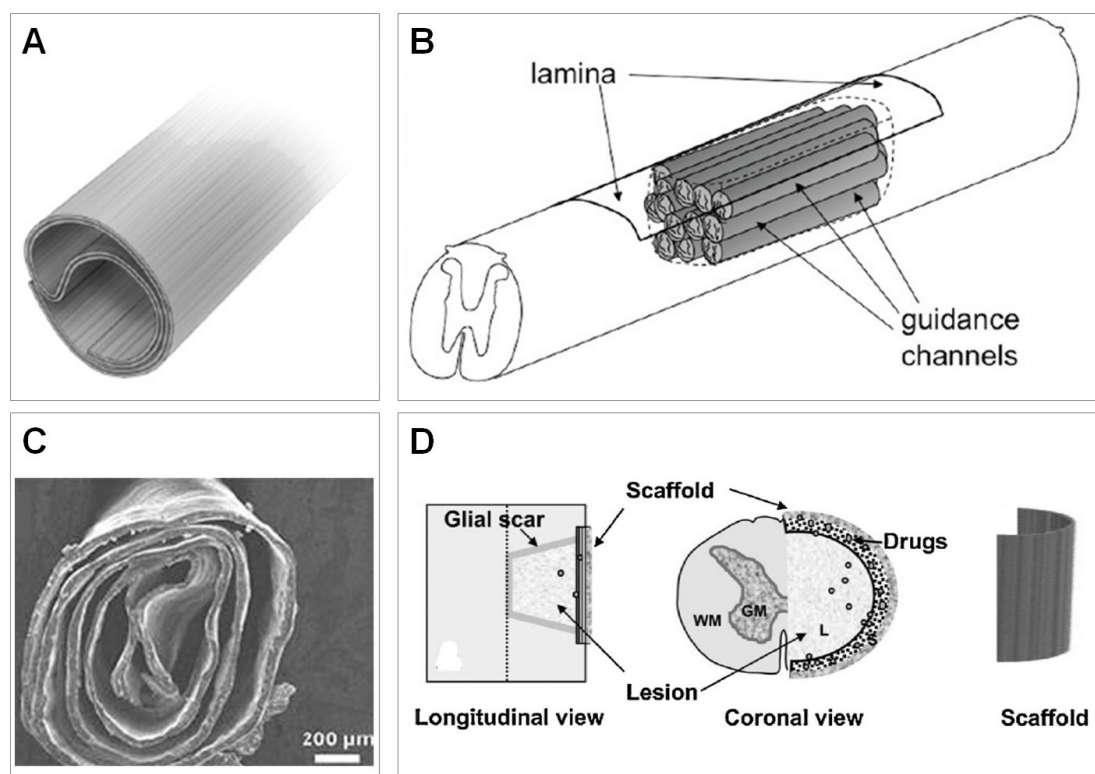 A
B
lamina
guidance
channels
C
200 μm
D
Scaffold
Glial scar
Drugs
WM
GM
L
S
Lesion
Longitudinal view
Coronal view
Scaffold